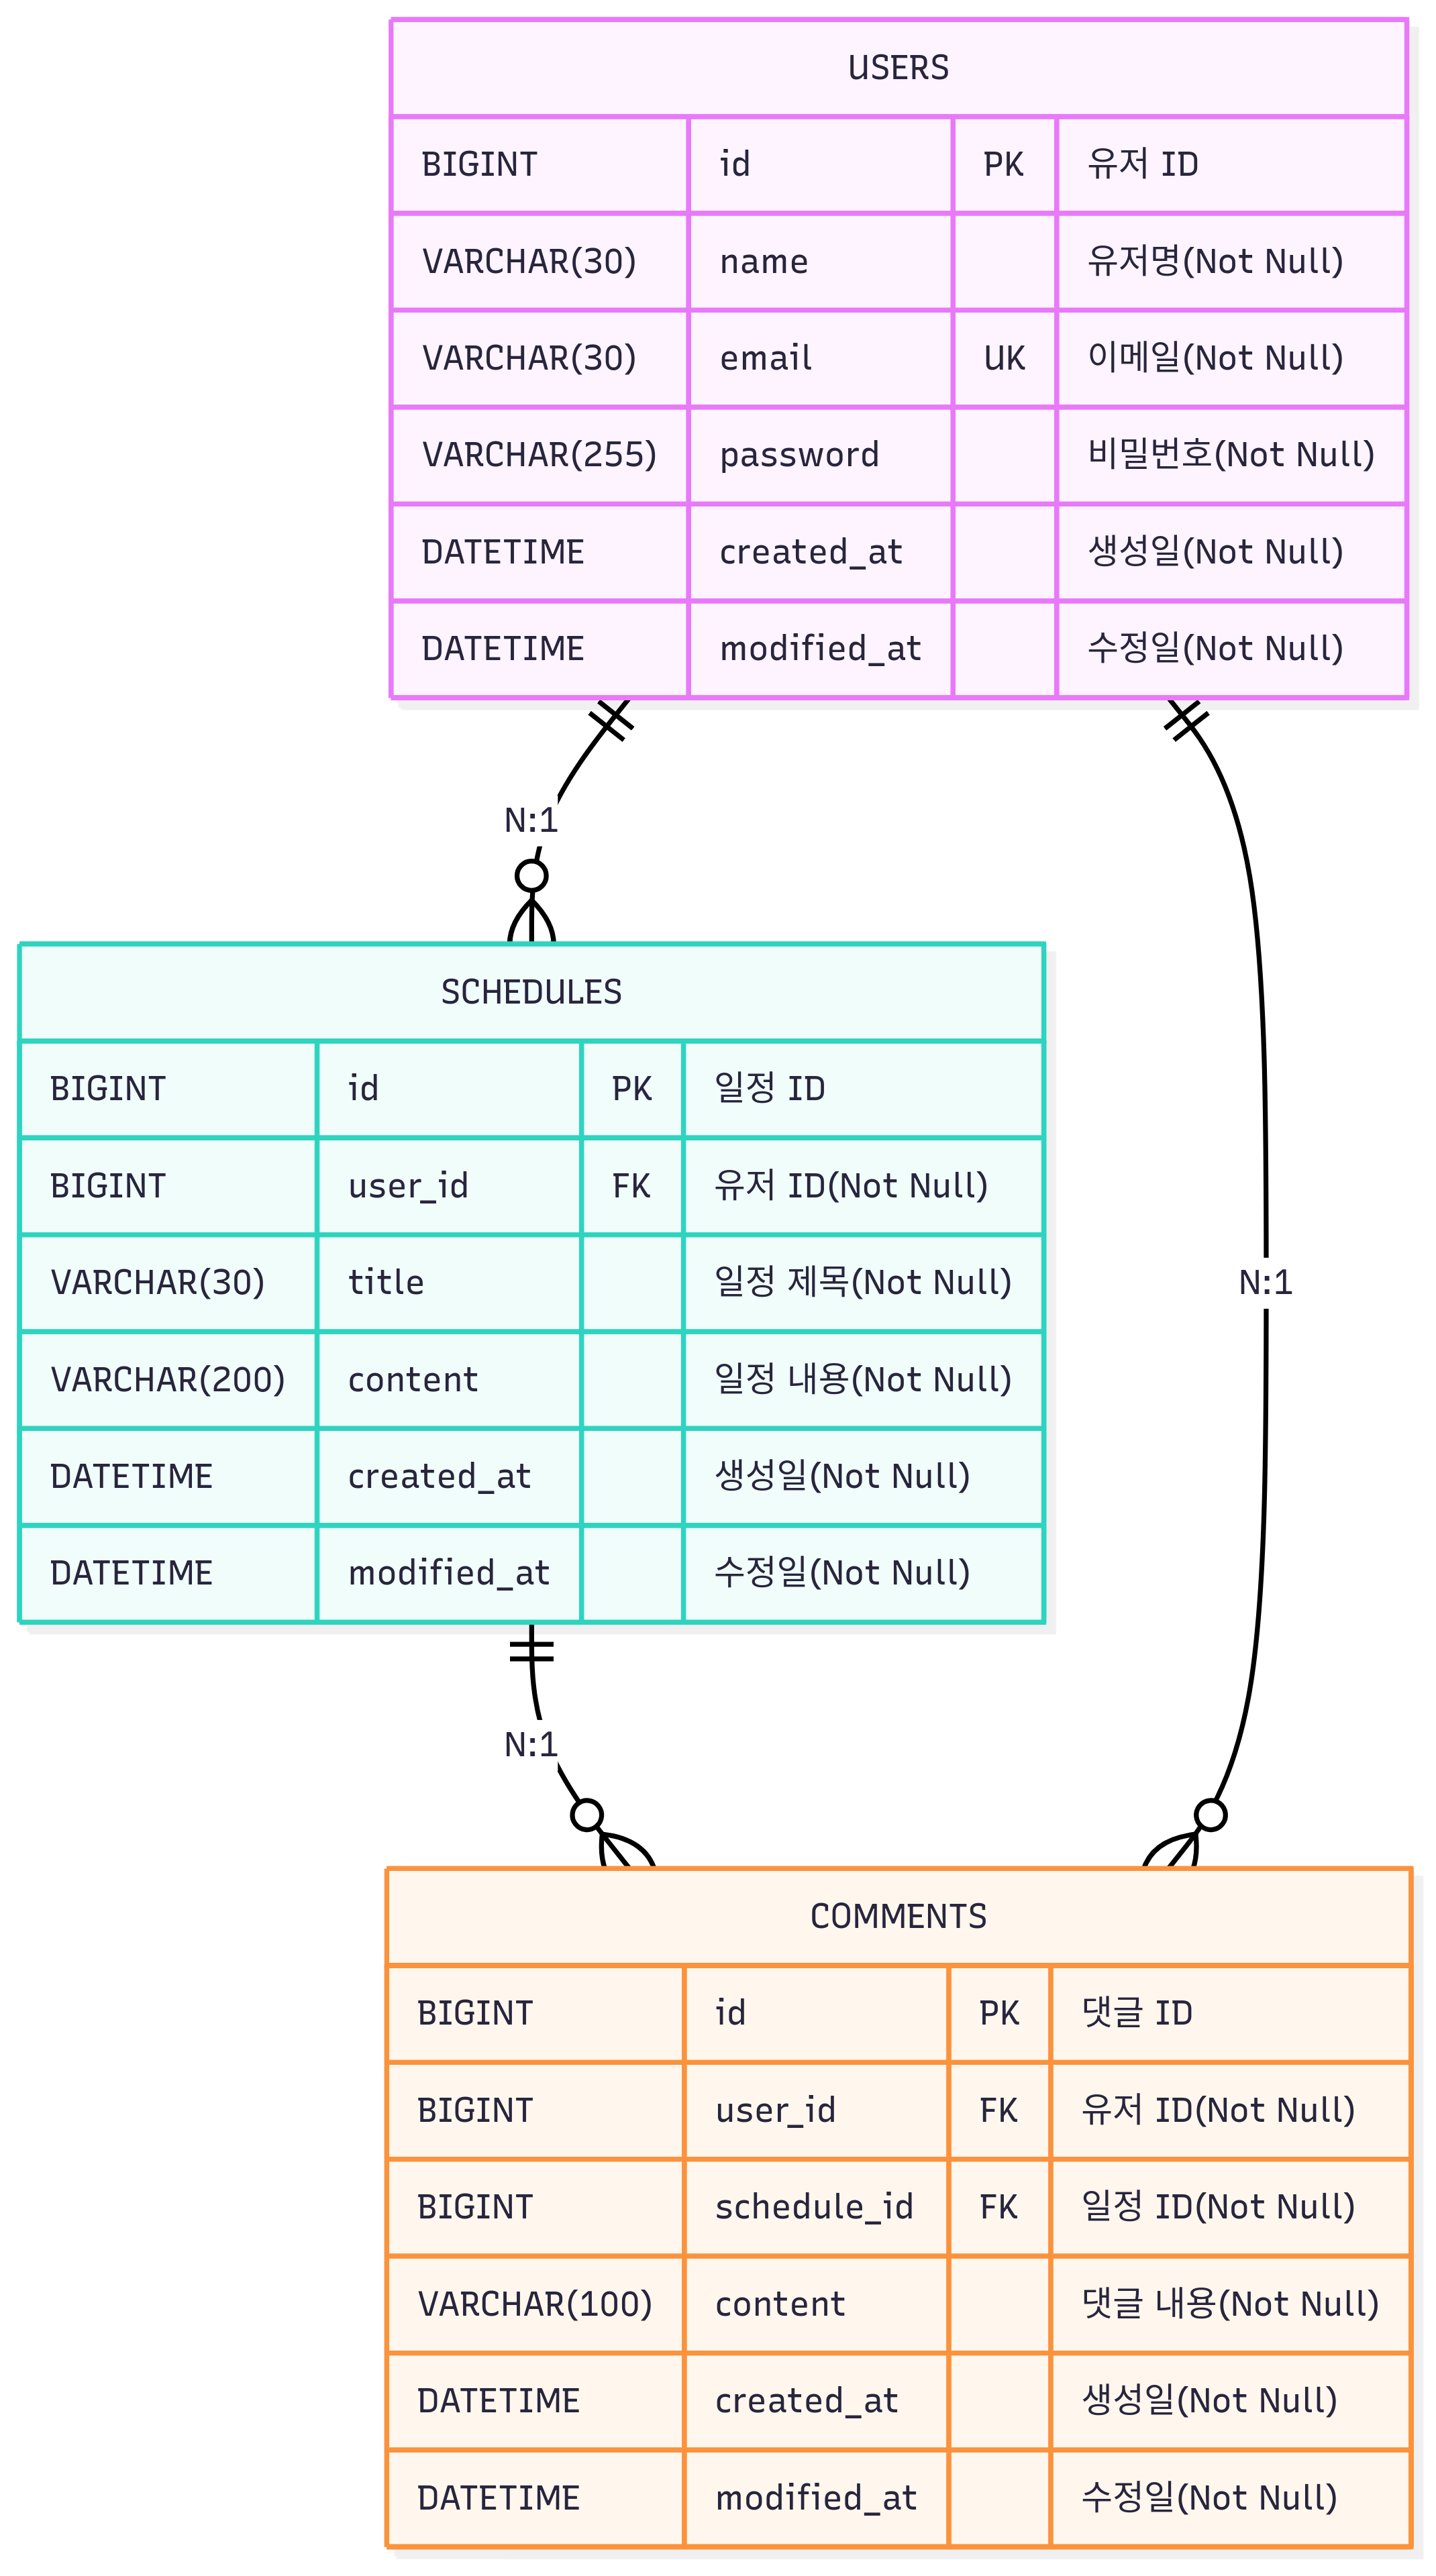 USERS
BIGINT id PK 유저 ID
VARCHAR(30) name 유저명(Not Null)
VARCHAR(30) email UK 이메일(Not Null)
VARCHAR(255) password 비밀번호(Not Null)
DATETIME created_at 생성일(Not Null)
DATETIME modified_at 수정일(Not Null)
N:1
SCHEDULES
BIGINT id PK 일정 ID
BIGINT user_id FK 유저 ID(Not Null)
VARCHAR(30) title 일정 제목(Not Null)
N:1
VARCHAR(200) content 일정 내용(Not Null)
DATETIME created_at 생성일(Not Null)
DATETIME modified_at 수정일(Not Null)
N:1
COMMENTS
BIGINT id PK 댓글 ID
BIGINT user_id FK 유저 ID(Not Null)
BIGINT schedule_id FK 일정 ID(Not Null)
VARCHAR(100) content 댓글 내용(Not Null)
DATETIME created_at 생성일(Not Null)
DATETIME modified_at 수정일(Not Null)